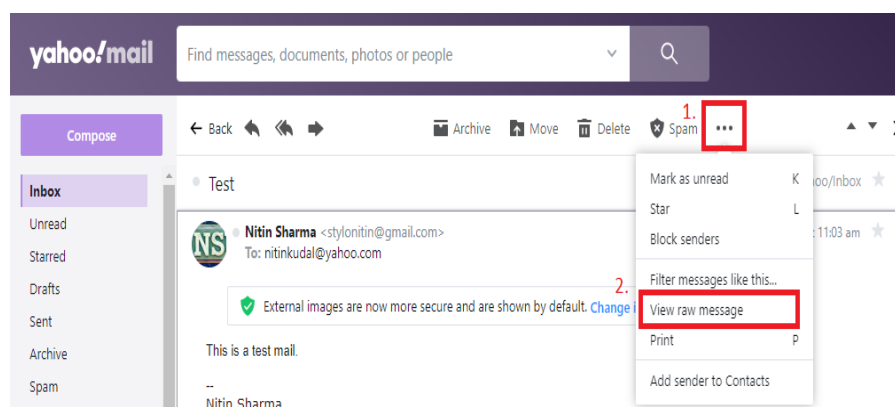 yahoo!mail
Find messages, documents, photos or people
Compose
Back Archive Move Delete Spam
1.
Inbox
Unread
Starred
Drafts
Sent
Archive
Spam
Test
oo/Inbox
NS
Nitin Sharma <stylonitin@gmail.com>
11:03 am
To: nitinkudal@yahoo.com
External images are now more secure and are shown by default. Change i
This is a test mail.
--
Nitin Sharma
Mark as unread K
Star L
Block senders
Filter messages like this...
2.
View raw message
Print P
Add sender to Contacts